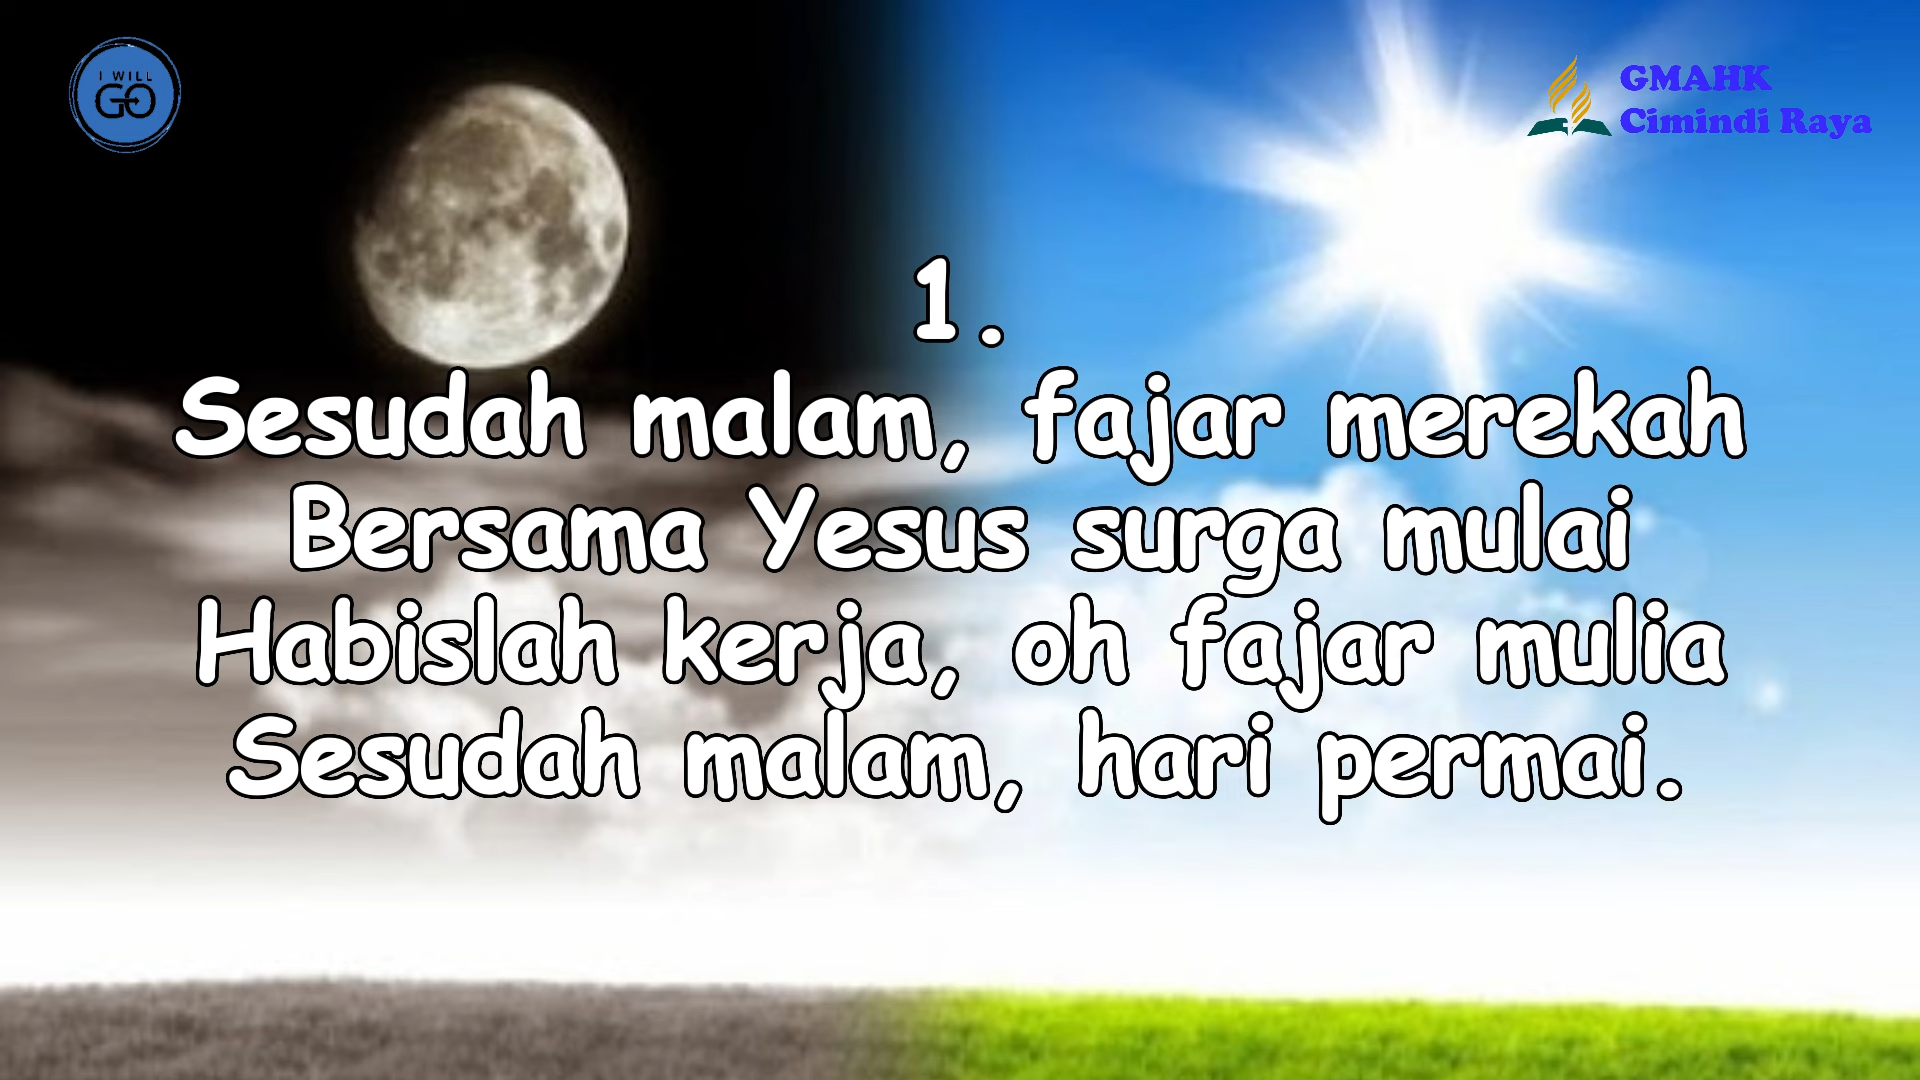 I WILL
GO
GMAHK
Cimindi Raya
1.
Sesudah malam, fajar merekah
Bersama Yesus surga mulai
Habislah kerja, oh fajar mulia
Sesudah malam, hari permai.